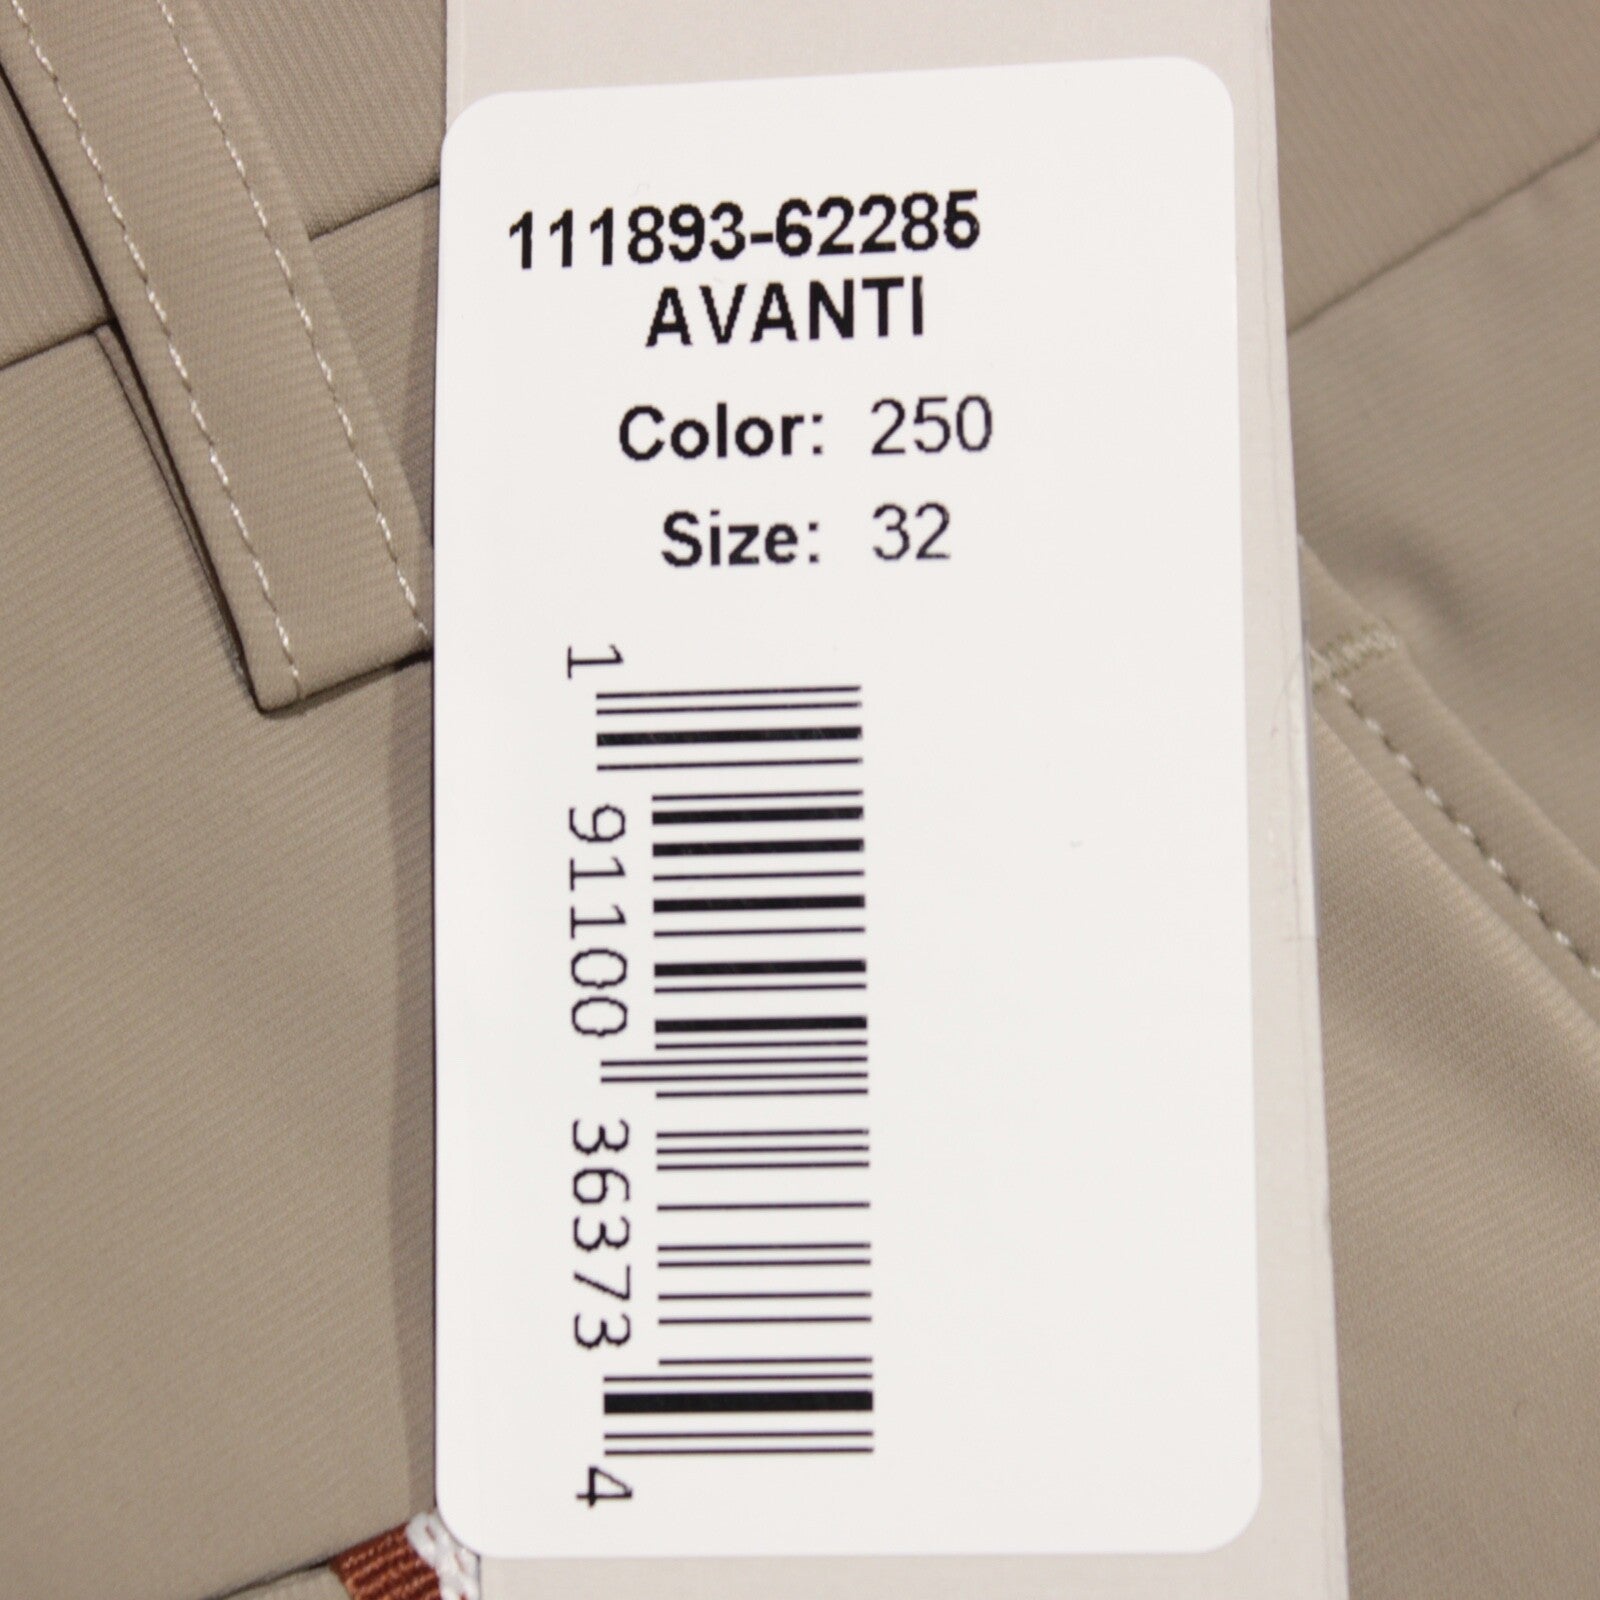 111893-62285
AVANTI
Color: 250
Size: 32
1 91100 36373 4